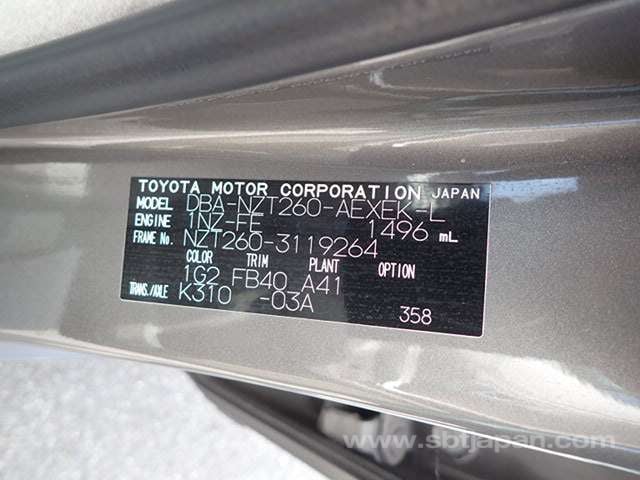 TOYOTA MOTOR CORPORATION JAPAN
MODEL DBA-NZT260-AEXEK-L
ENGINE 1NZ-FE 1496 mL
FRAME No. NZT260-3119264
COLOR TRIM PLANT OPTION
1G2 FB40 A41
TRANS./AXLE K310 -03A
358
www.sbtjapan.com